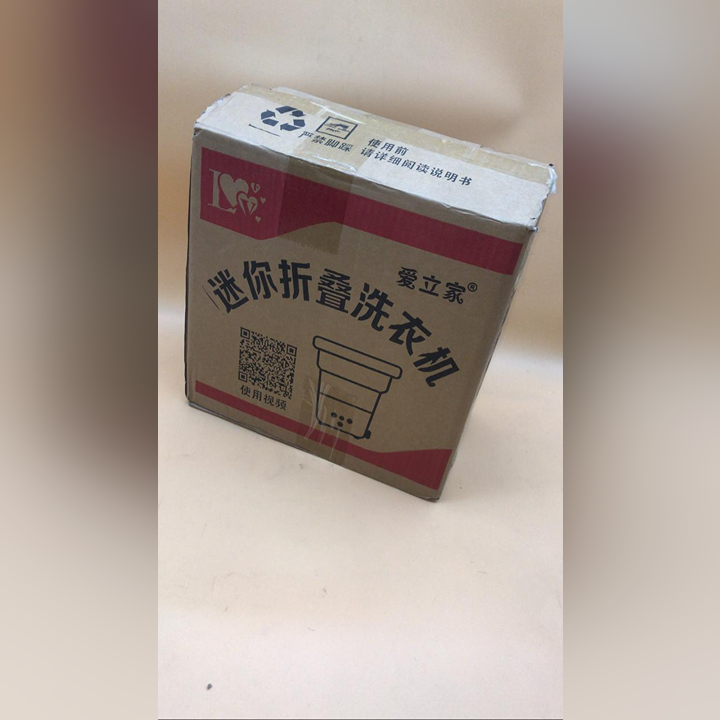 严禁脚踩
使用前
请详细阅读说明书
爱立家®
迷你折叠洗衣机
使用视频